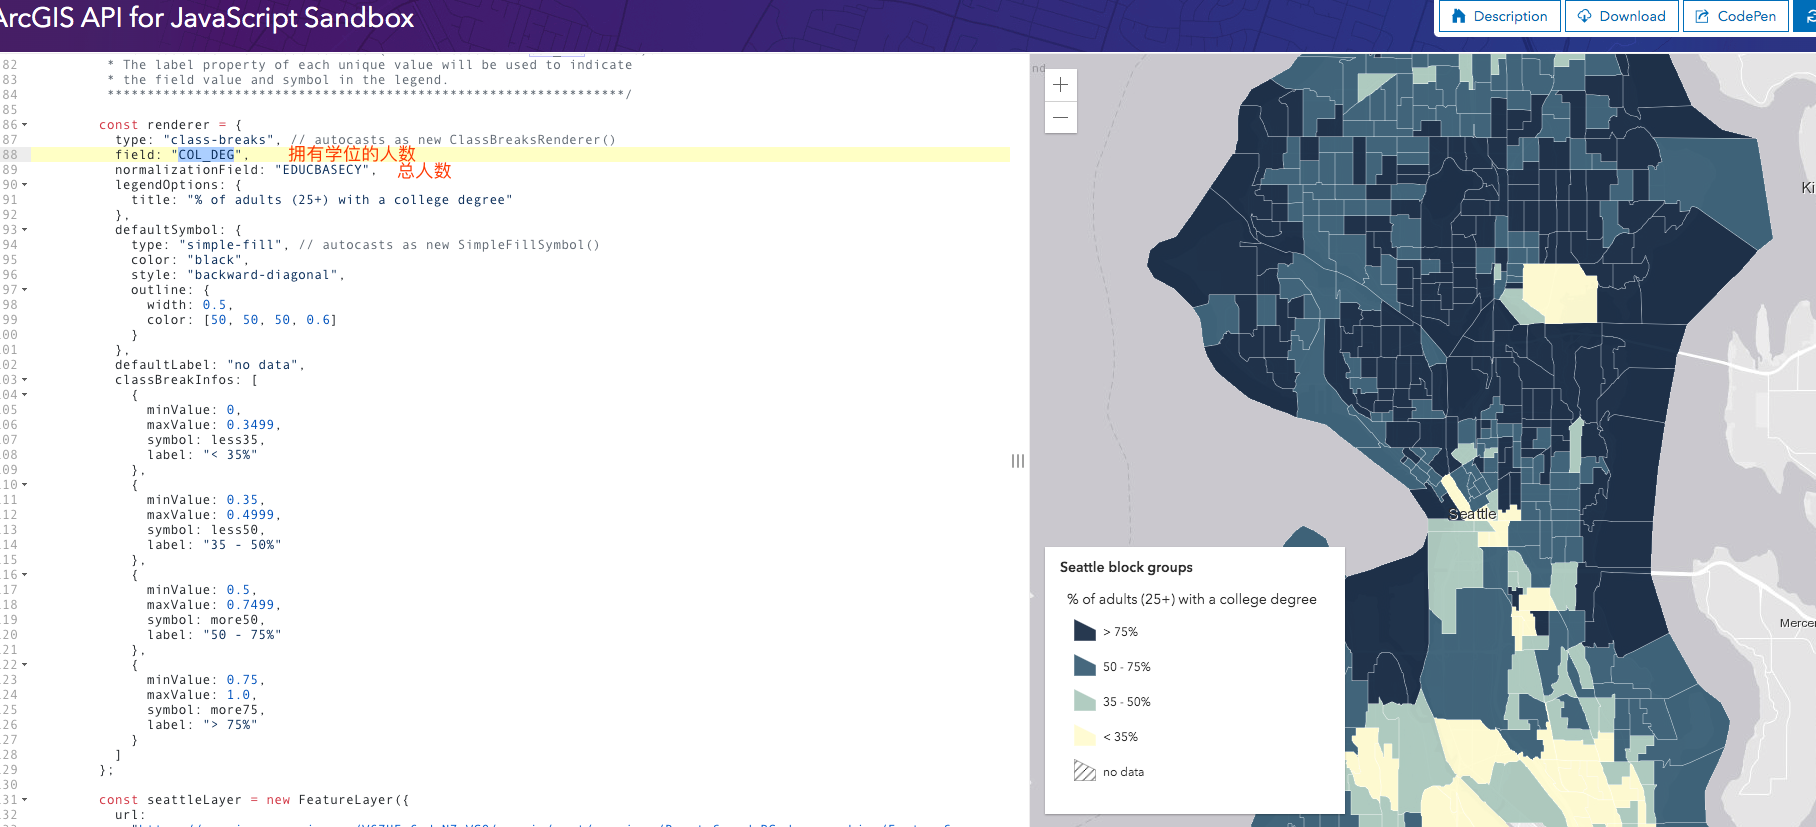 ArcGIS API for JavaScript Sandbox
Description
Download
CodePen
82 * The label property of each unique value will be used to indicate
83 * the field value and symbol in the legend.
84 *****************************************************************/
85
86 const renderer = {
87 type: "class-breaks", // autocasts as new ClassBreaksRenderer()
88 field: "COL_DEG", 拥有学位的人数
89 normalizationField: "EDUCBASECY", 总人数
90 legendOptions: {
91 title: "% of adults (25+) with a college degree"
92 },
93 defaultSymbol: {
94 type: "simple-fill", // autocasts as new SimpleFillSymbol()
95 color: "black",
96 style: "backward-diagonal",
97 outline: {
98 width: 0.5,
99 color: [50, 50, 50, 0.6]
00 }
01 },
02 defaultLabel: "no data",
03 classBreakInfos: [
04 {
05 minValue: 0,
06 maxValue: 0.3499,
07 symbol: less35,
08 label: "< 35%"
09 },
10 {
11 minValue: 0.35,
12 maxValue: 0.4999,
13 symbol: less50,
14 label: "35 - 50%"
15 },
16 {
17 minValue: 0.5,
18 maxValue: 0.7499,
19 symbol: more50,
20 label: "50 - 75%"
21 },
22 {
23 minValue: 0.75,
24 maxValue: 1.0,
25 symbol: more75,
26 label: "> 75%"
27 }
28 ]
29 };
30
31 const seattleLayer = new FeatureLayer({
32 url:
nd
Ki
Seattle
Mercer
Seattle block groups
% of adults (25+) with a college degree
> 75%
50 - 75%
35 - 50%
< 35%
no data